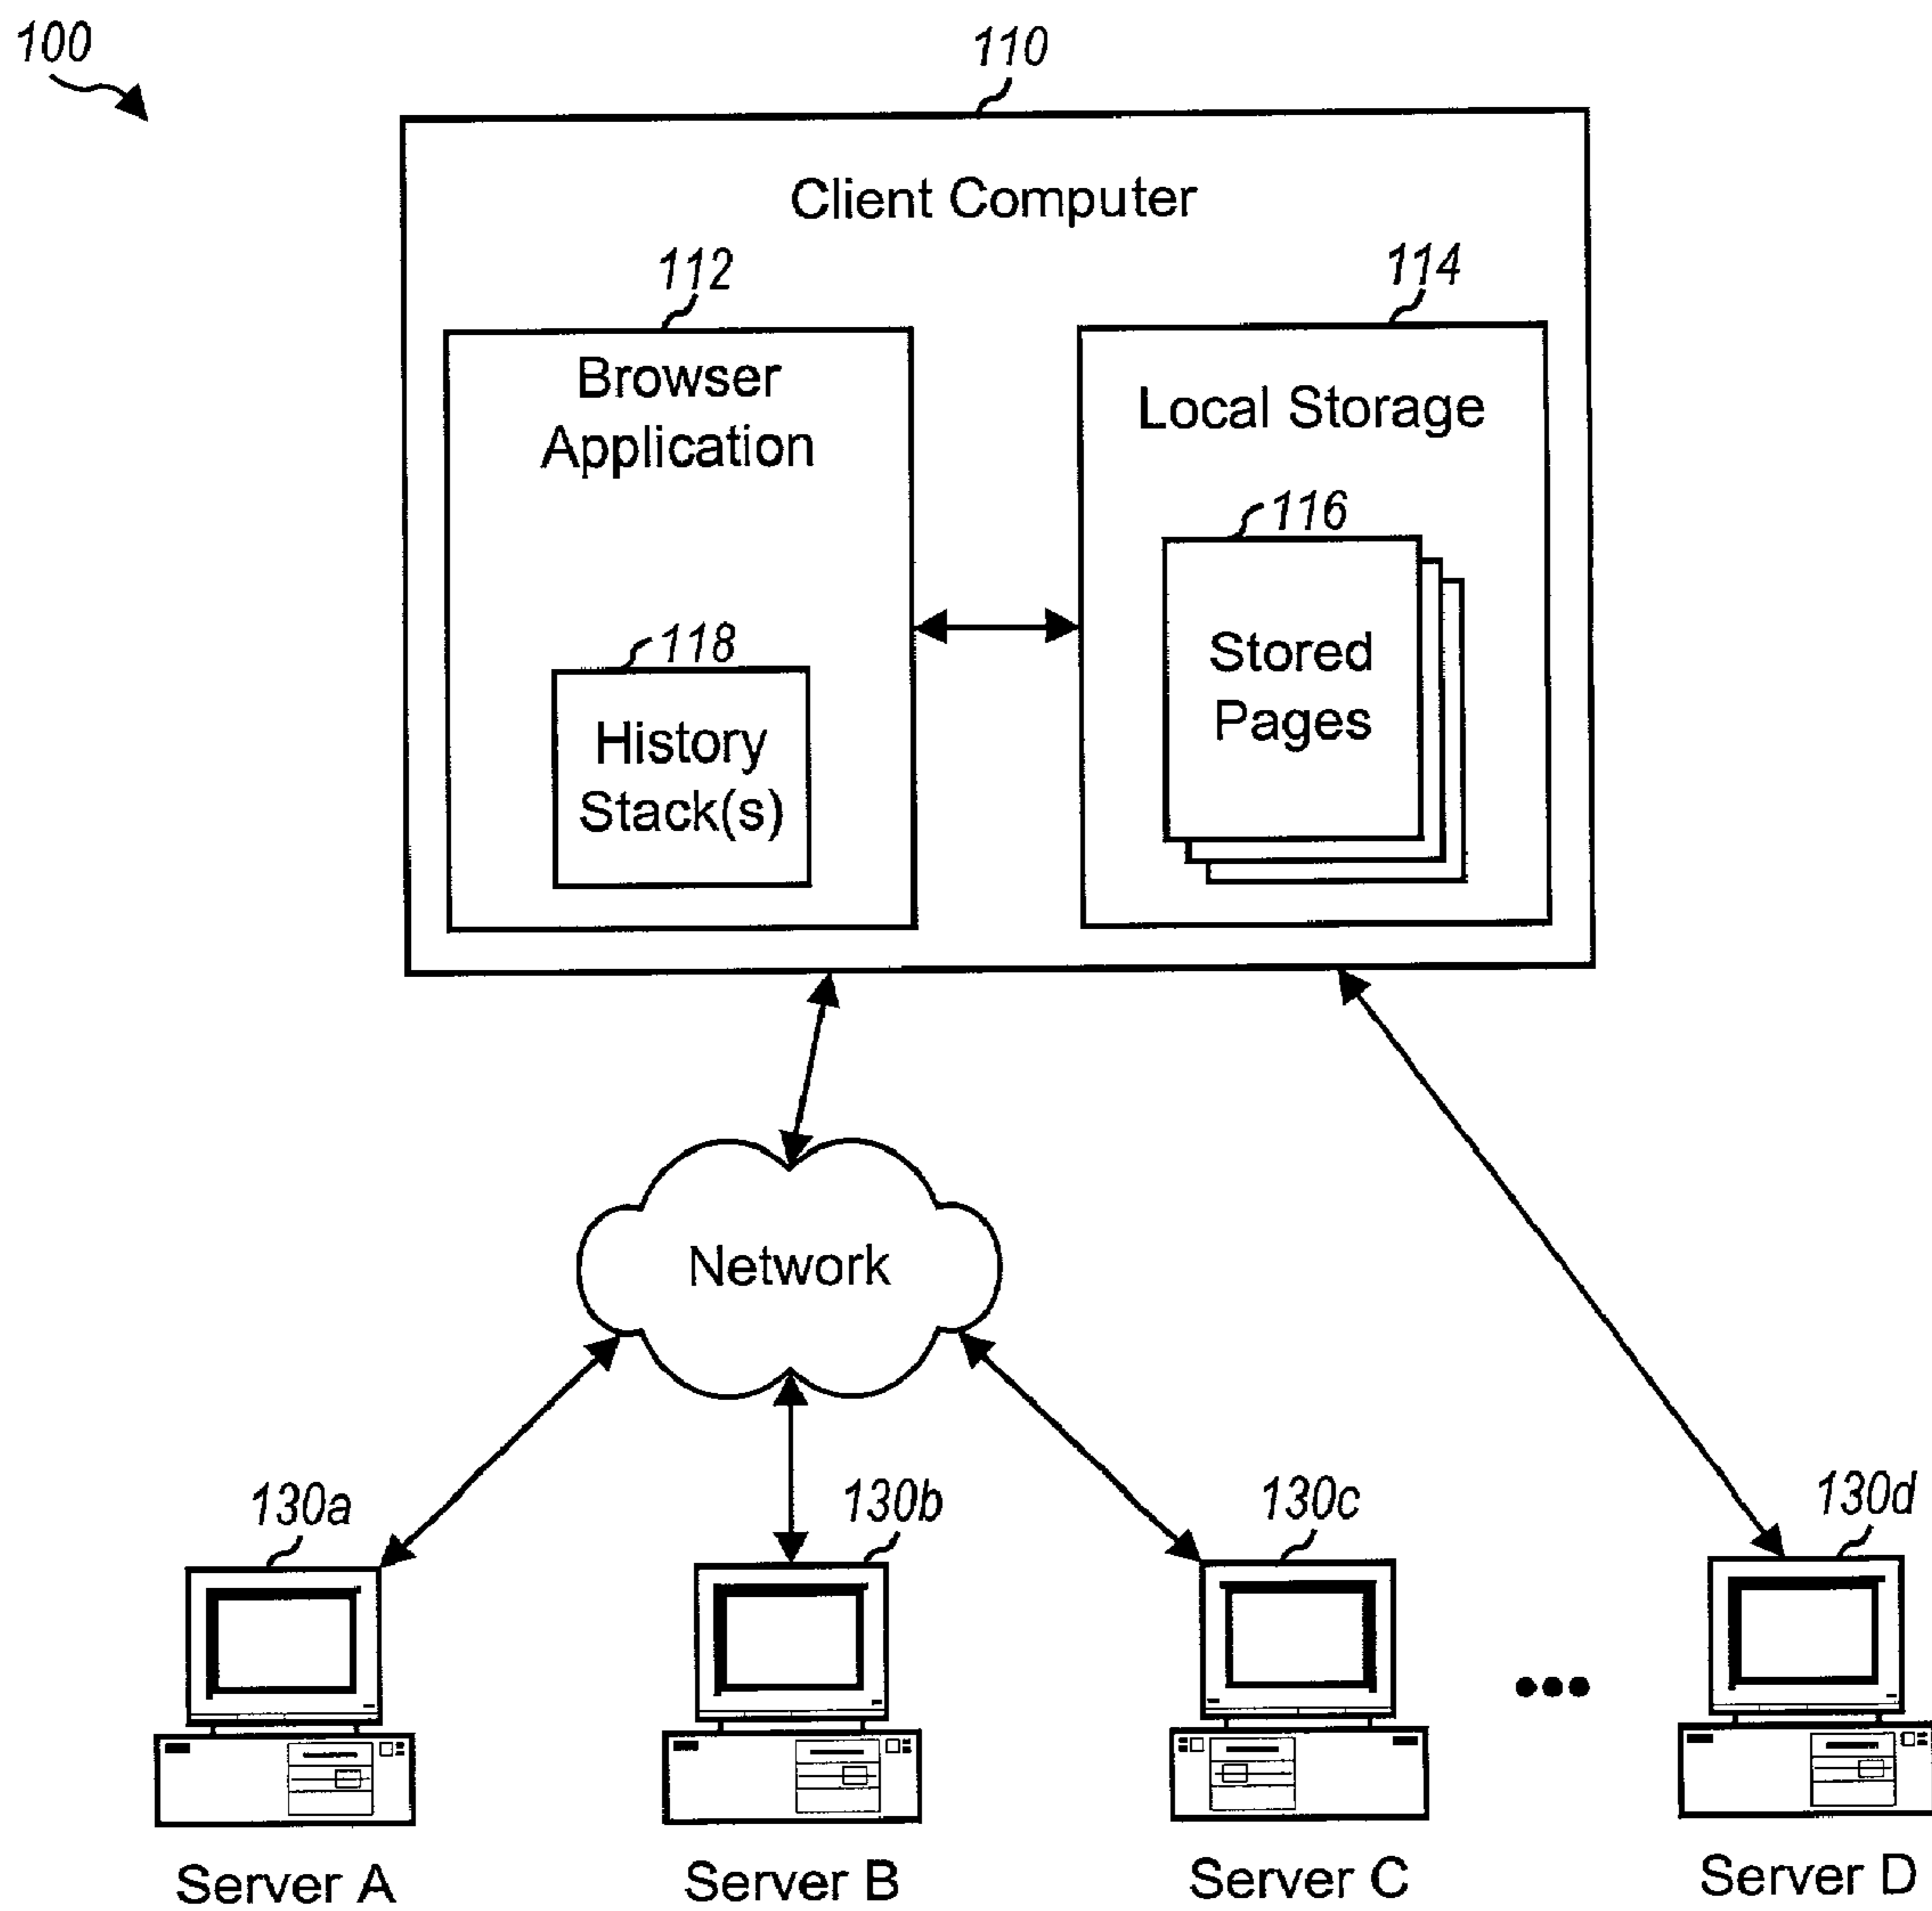 100
110
Client Computer
112
114
Browser
Application
Local Storage
116
Stored
Pages
118
History
Stack(s)
Network
130a
130b
130c
130d
Server A
Server B
Server C
Server D